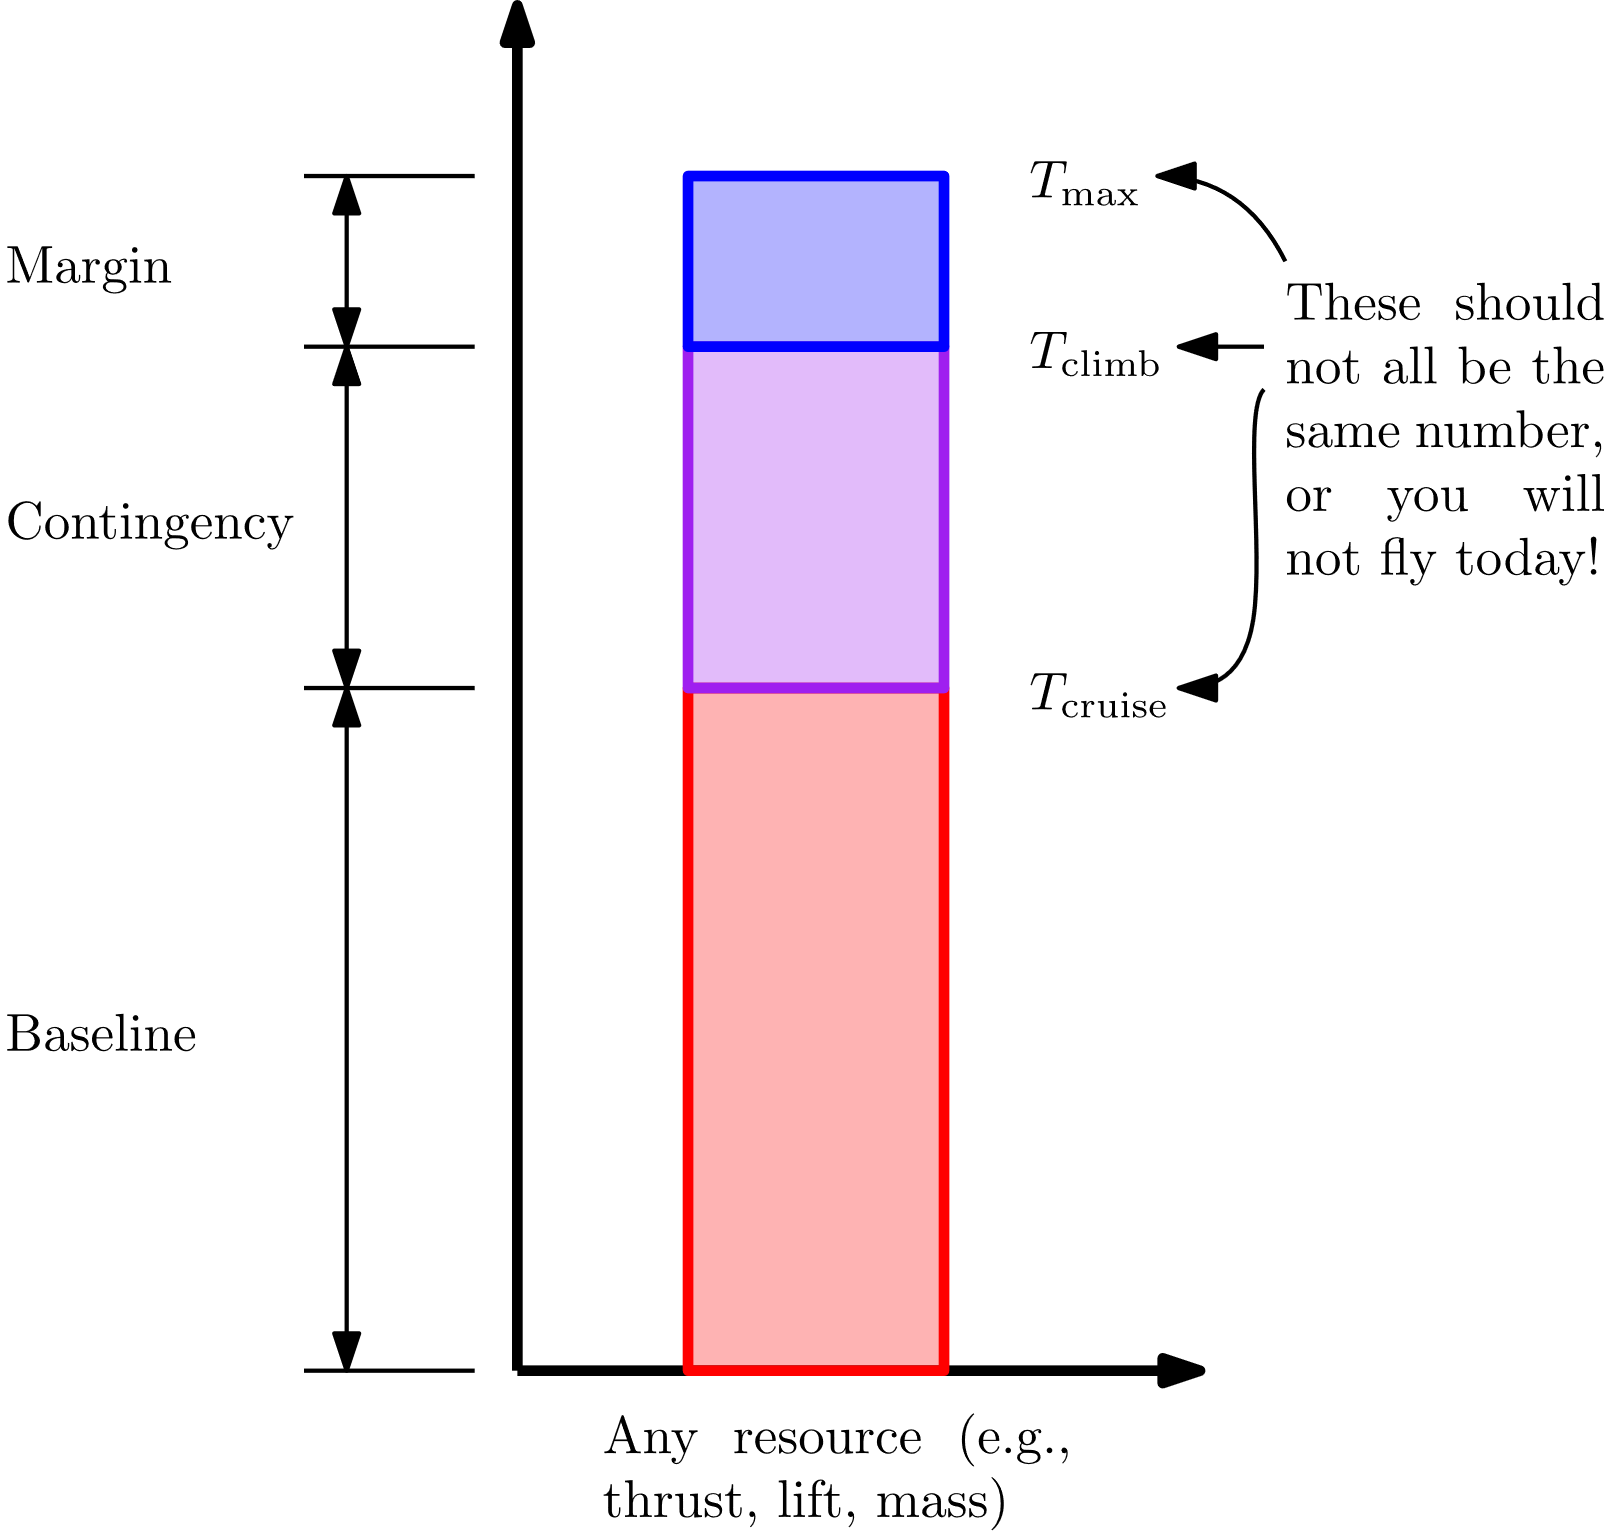 Margin
Contingency
Baseline
T_max
T_climb
T_cruise
These should
not all be the
same number,
or you will
not fly today!
Any resource (e.g.,
thrust, lift, mass)